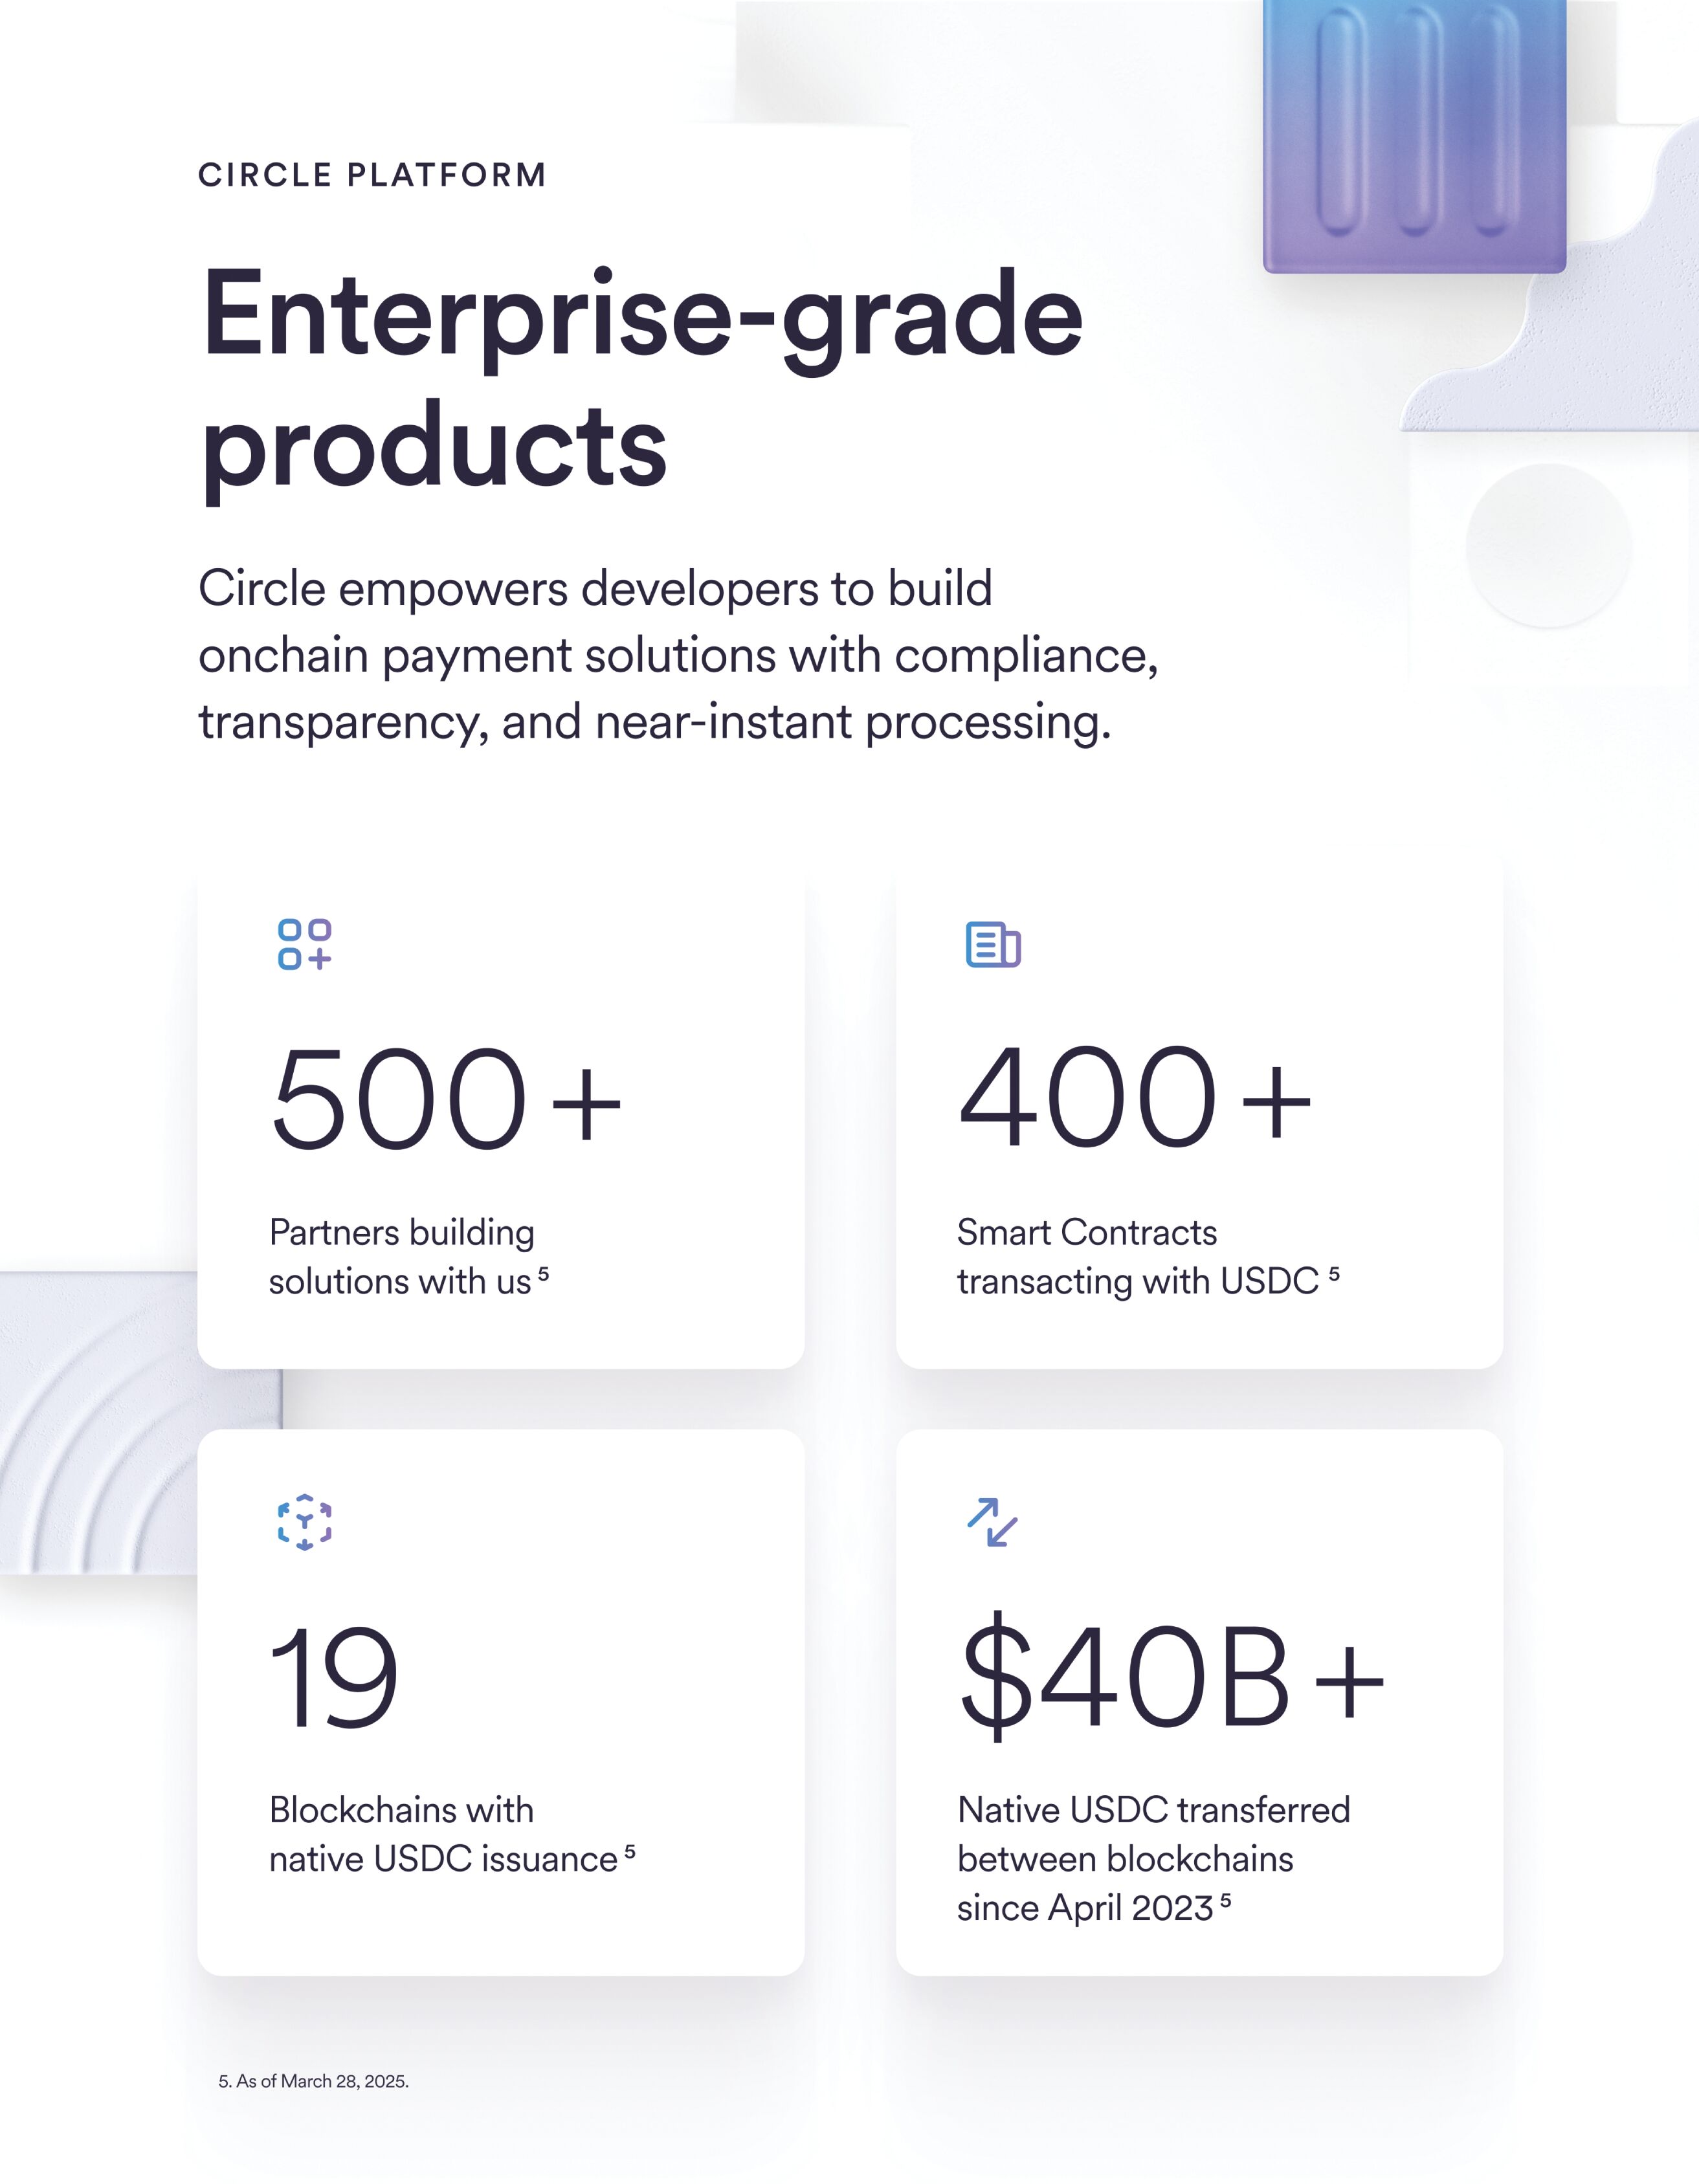 CIRCLE PLATFORM
Enterprise-grade
products
Circle empowers developers to build
onchain payment solutions with compliance,
transparency, and near-instant processing.
500+
Partners building
solutions with us 5
400+
Smart Contracts
transacting with USDC 5
19
Blockchains with
native USDC issuance 5
$40B+
Native USDC transferred
between blockchains
since April 2023 5
5. As of March 28, 2025.